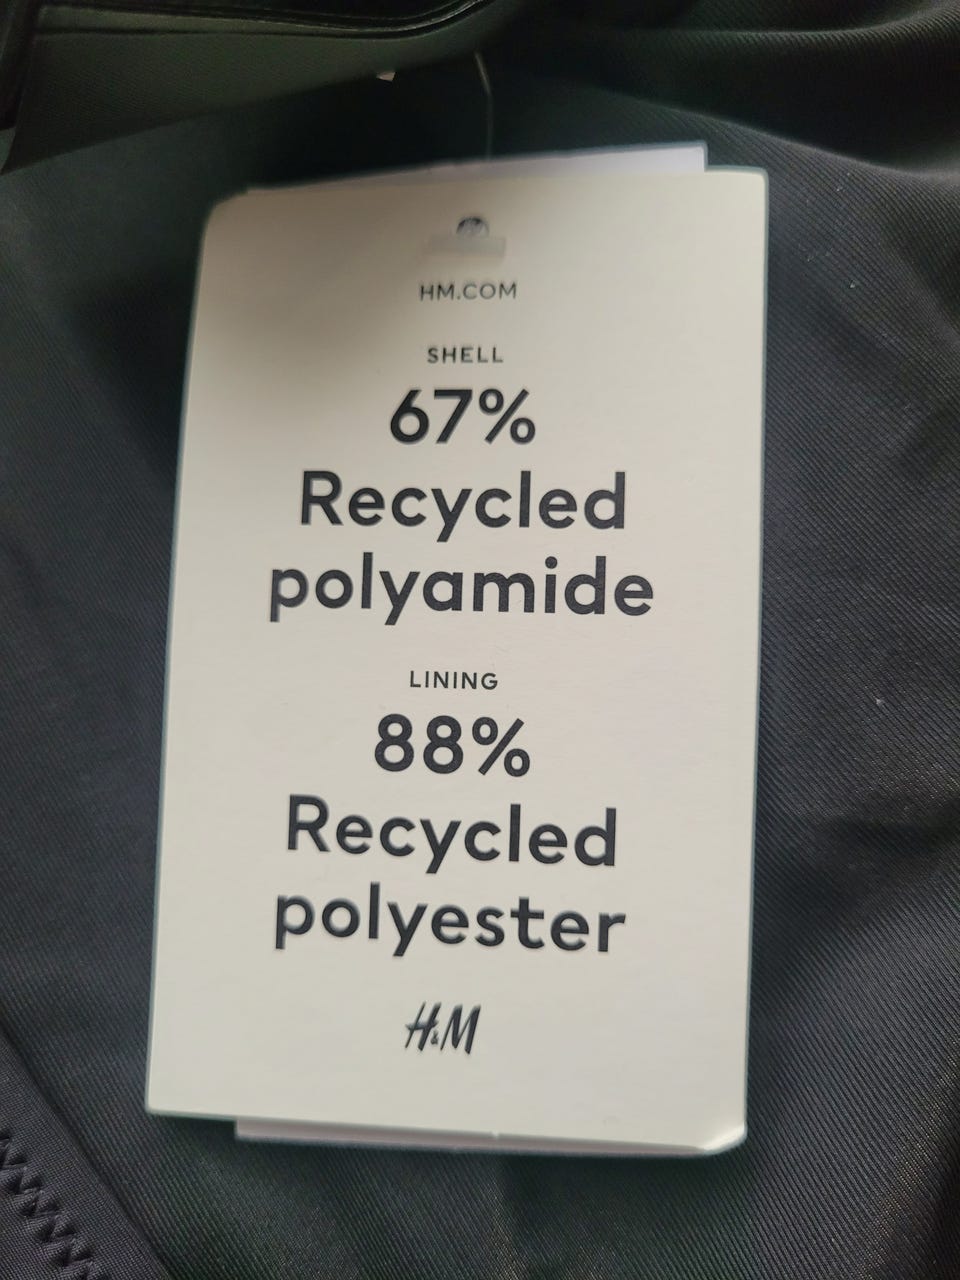 HM.COM
SHELL
67%
Recycled
polyamide
LINING
88%
Recycled
polyester
H&M